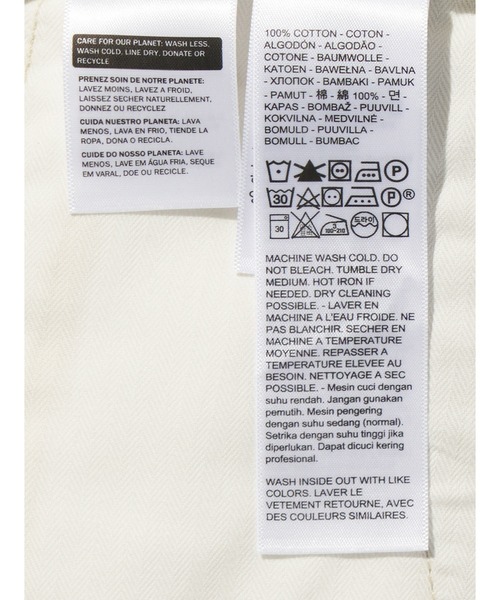 CARE FOR OUR PLANET: WASH LESS,
WASH COLD, LINE DRY, DONATE OR
RECYCLE
PRENEZ SOIN DE NOTRE PLANETE:
LAVEZ MOINS, LAVEZ A FROID,
LAISSEZ SECHER NATURELLEMENT,
DONNEZ OU RECYCLEZ
CUIDA NUESTRO PLANETA: LAVA
MENOS, LAVA EN FRIO, TIENDE LA
ROPA, DONA O RECICLA.
CUIDE DO NOSSO PLANETA: LAVE
MENOS, LAVE EM ÁGUA FRIA, SEQUE
EM VARAL, DOE OU RECICLE.
100% COTTON - COTON -
ALGODÓN - ALGODÃO -
COTONE - BAUMWOLLE -
KATOEN - BAWEŁNA - BAVLNA
- ХЛОПОК - BAMBAKI - PAMUK
- PAMUT - 棉 - 綿 100% - 면 -
KAPAS - BOMBAŽ - PUUVILL -
KOKVILNA - MEDVILNĖ -
BOMULD - PUUVILLA -
BOMULL - BUMBAC
P
30 P®
30 3 180-210 드라이
MACHINE WASH COLD. DO
NOT BLEACH. TUMBLE DRY
MEDIUM. HOT IRON IF
NEEDED. DRY CLEANING
POSSIBLE. - LAVER EN
MACHINE A L'EAU FROIDE. NE
PAS BLANCHIR. SECHER EN
MACHINE A TEMPERATURE
MOYENNE. REPASSER A
TEMPERATURE ELEVEE AU
BESOIN. NETTOYAGE A SEC
POSSIBLE. - Mesin cuci dengan
suhu rendah. Jangan gunakan
pemutih. Mesin pengering
dengan suhu sedang (normal).
Setrika dengan suhu tinggi jika
diperlukan. Dapat dicuci kering
profesional.
WASH INSIDE OUT WITH LIKE
COLORS. LAVER LE
VETEMENT RETOURNE, AVEC
DES COULEURS SIMILAIRES.